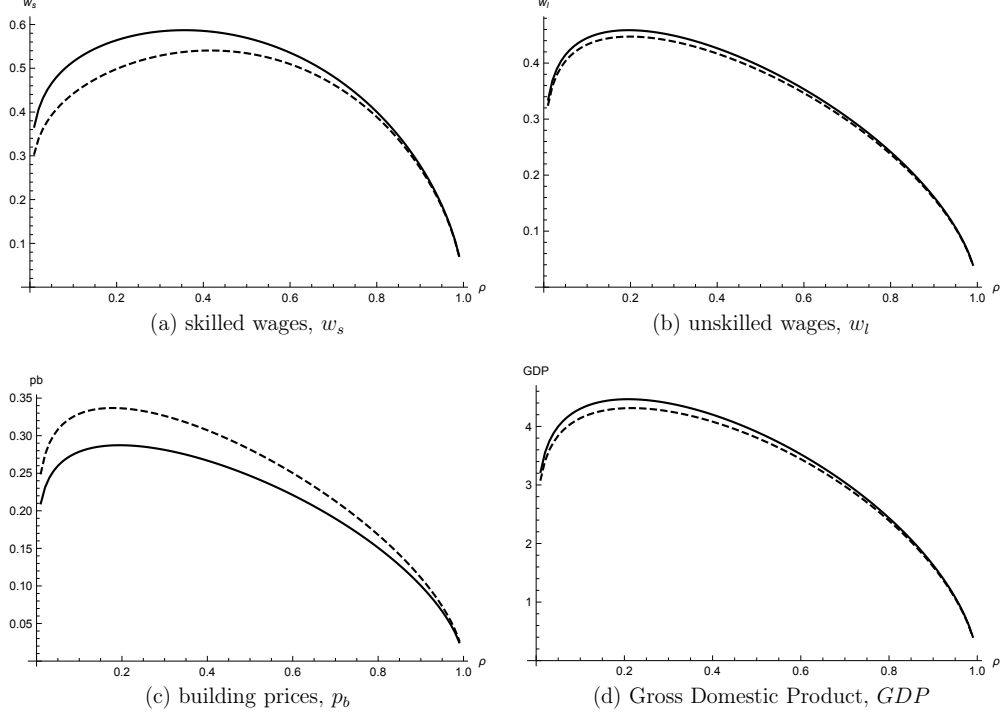 w_s
0.6
0.5
0.4
0.3
0.2
0.1
0.2 0.4 0.6 0.8 1.0 ρ
(a) skilled wages, w_s
w_l
0.4
0.3
0.2
0.1
0.2 0.4 0.6 0.8 1.0 ρ
(b) unskilled wages, w_l
pb
0.35
0.30
0.25
0.20
0.15
0.10
0.05
0.2 0.4 0.6 0.8 1.0 ρ
(c) building prices, p_b
GDP
4
3
2
1
0.2 0.4 0.6 0.8 1.0 ρ
(d) Gross Domestic Product, GDP